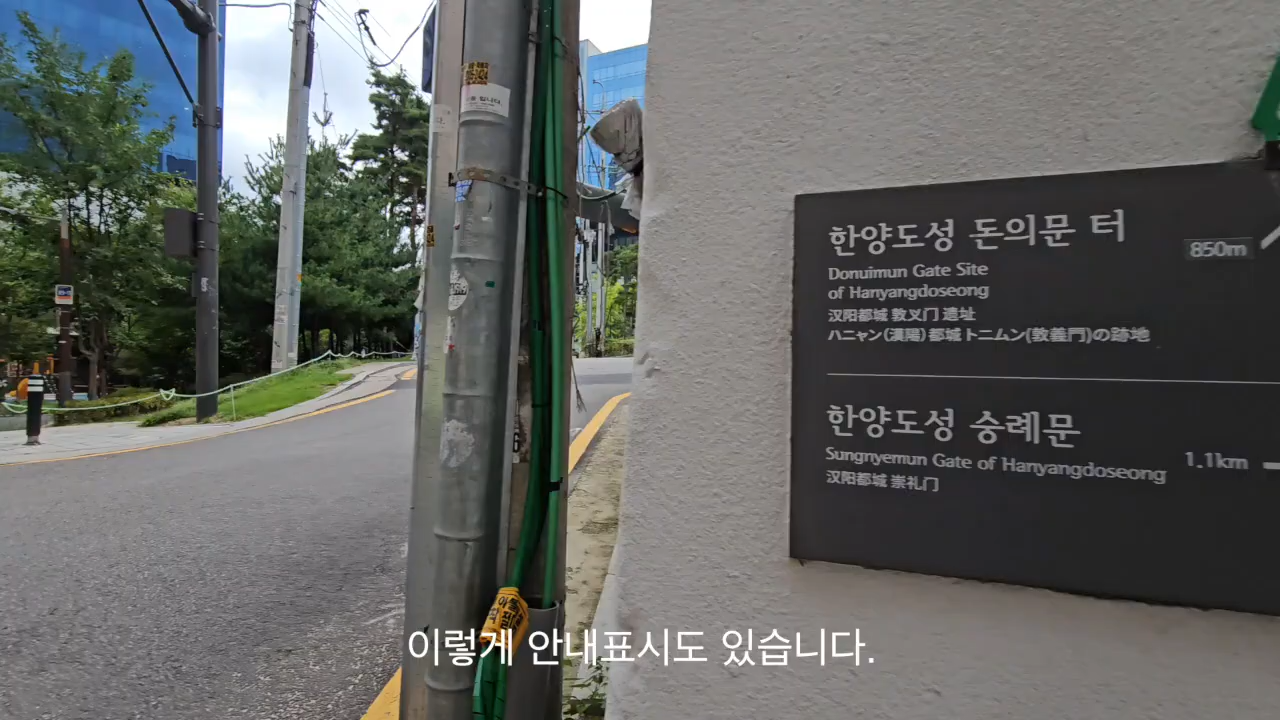 한양도성 돈의문 터
850m
Donuimun Gate Site
of Hanyangdoseong
汉阳都城 敦义门 遗址
ハニャン(漢陽) 都城 トニムン(敦義門)の跡地
한양도성 숭례문
1.1km
Sungnyemun Gate of Hanyangdoseong
汉阳都城 崇礼门
이렇게 안내표시도 있습니다.